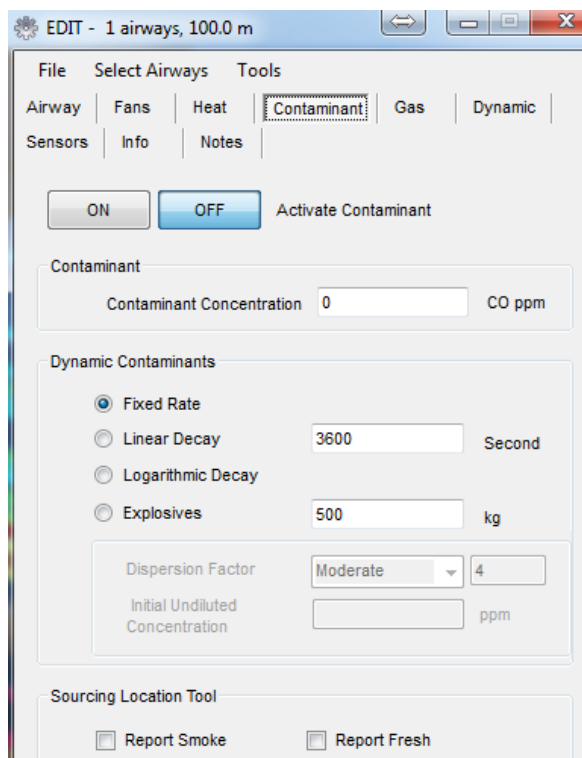 EDIT - 1 airways, 100.0 m
File Select Airways Tools
Airway Fans Heat Contaminant Gas Dynamic
Sensors Info Notes
ON OFF Activate Contaminant
Contaminant
Contaminant Concentration 0 CO ppm
Dynamic Contaminants
Fixed Rate
Linear Decay 3600 Second
Logarithmic Decay
Explosives 500 kg
Dispersion Factor Moderate 4
Initial Undiluted
Concentration ppm
Sourcing Location Tool
Report Smoke Report Fresh